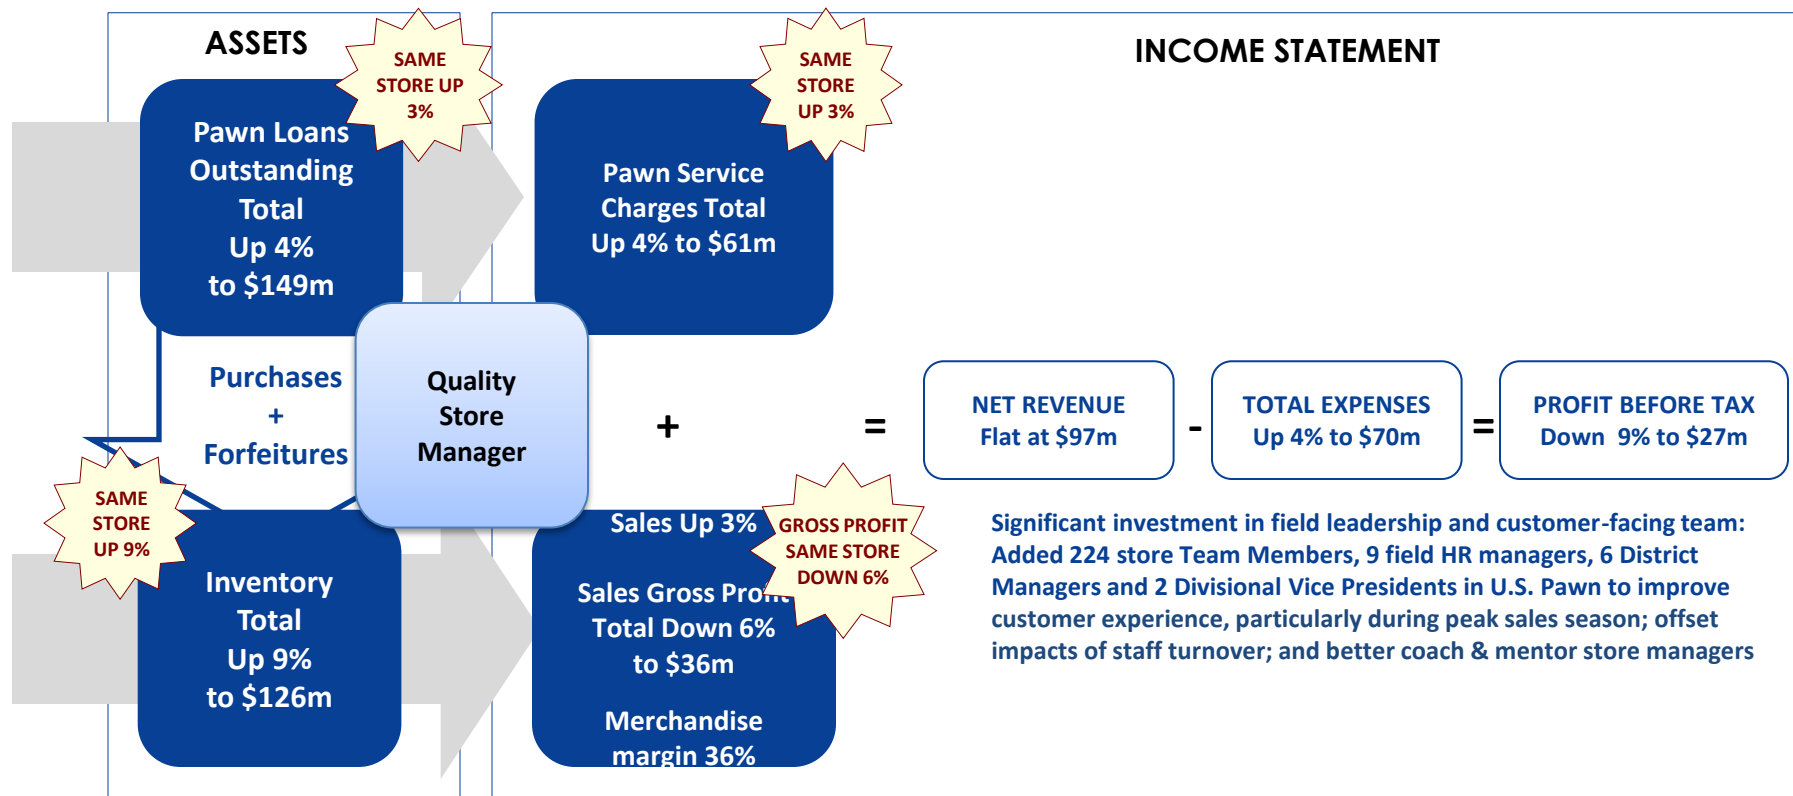 ASSETS
INCOME STATEMENT
SAME
STORE UP
3%
Pawn Loans
Outstanding
Total
Up 4%
to $149m
SAME
STORE
UP 3%
Pawn Service
Charges Total
Up 4% to $61m
Purchases
+
Forfeitures
Quality
Store
Manager
+
=
NET REVENUE
Flat at $97m
-
TOTAL EXPENSES
Up 4% to $70m
=
PROFIT BEFORE TAX
Down 9% to $27m
SAME
STORE
UP 9%
Inventory
Total
Up 9%
to $126m
Sales Up 3%
Sales Gross Profit
Total Down 6%
to $36m
Merchandise
margin 36%
GROSS PROFIT
SAME STORE
DOWN 6%
Significant investment in field leadership and customer-facing team:
Added 224 store Team Members, 9 field HR managers, 6 District
Managers and 2 Divisional Vice Presidents in U.S. Pawn to improve
customer experience, particularly during peak sales season; offset
impacts of staff turnover; and better coach & mentor store managers